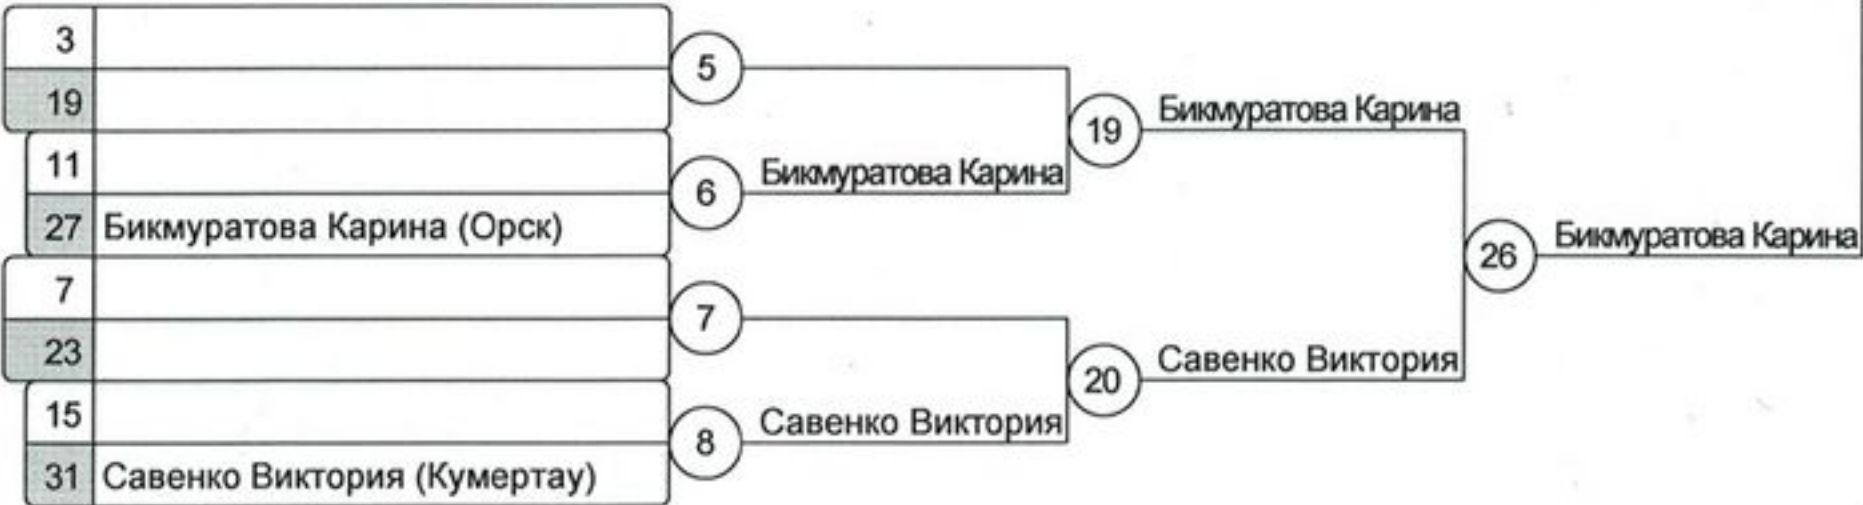 3
5
19
19 Бикмуратова Карина
11
6 Бикмуратова Карина
27 Бикмуратова Карина (Орск)
26 Бикмуратова Карина
7
7
23
20 Савенко Виктория
15
8 Савенко Виктория
31 Савенко Виктория (Кумертау)